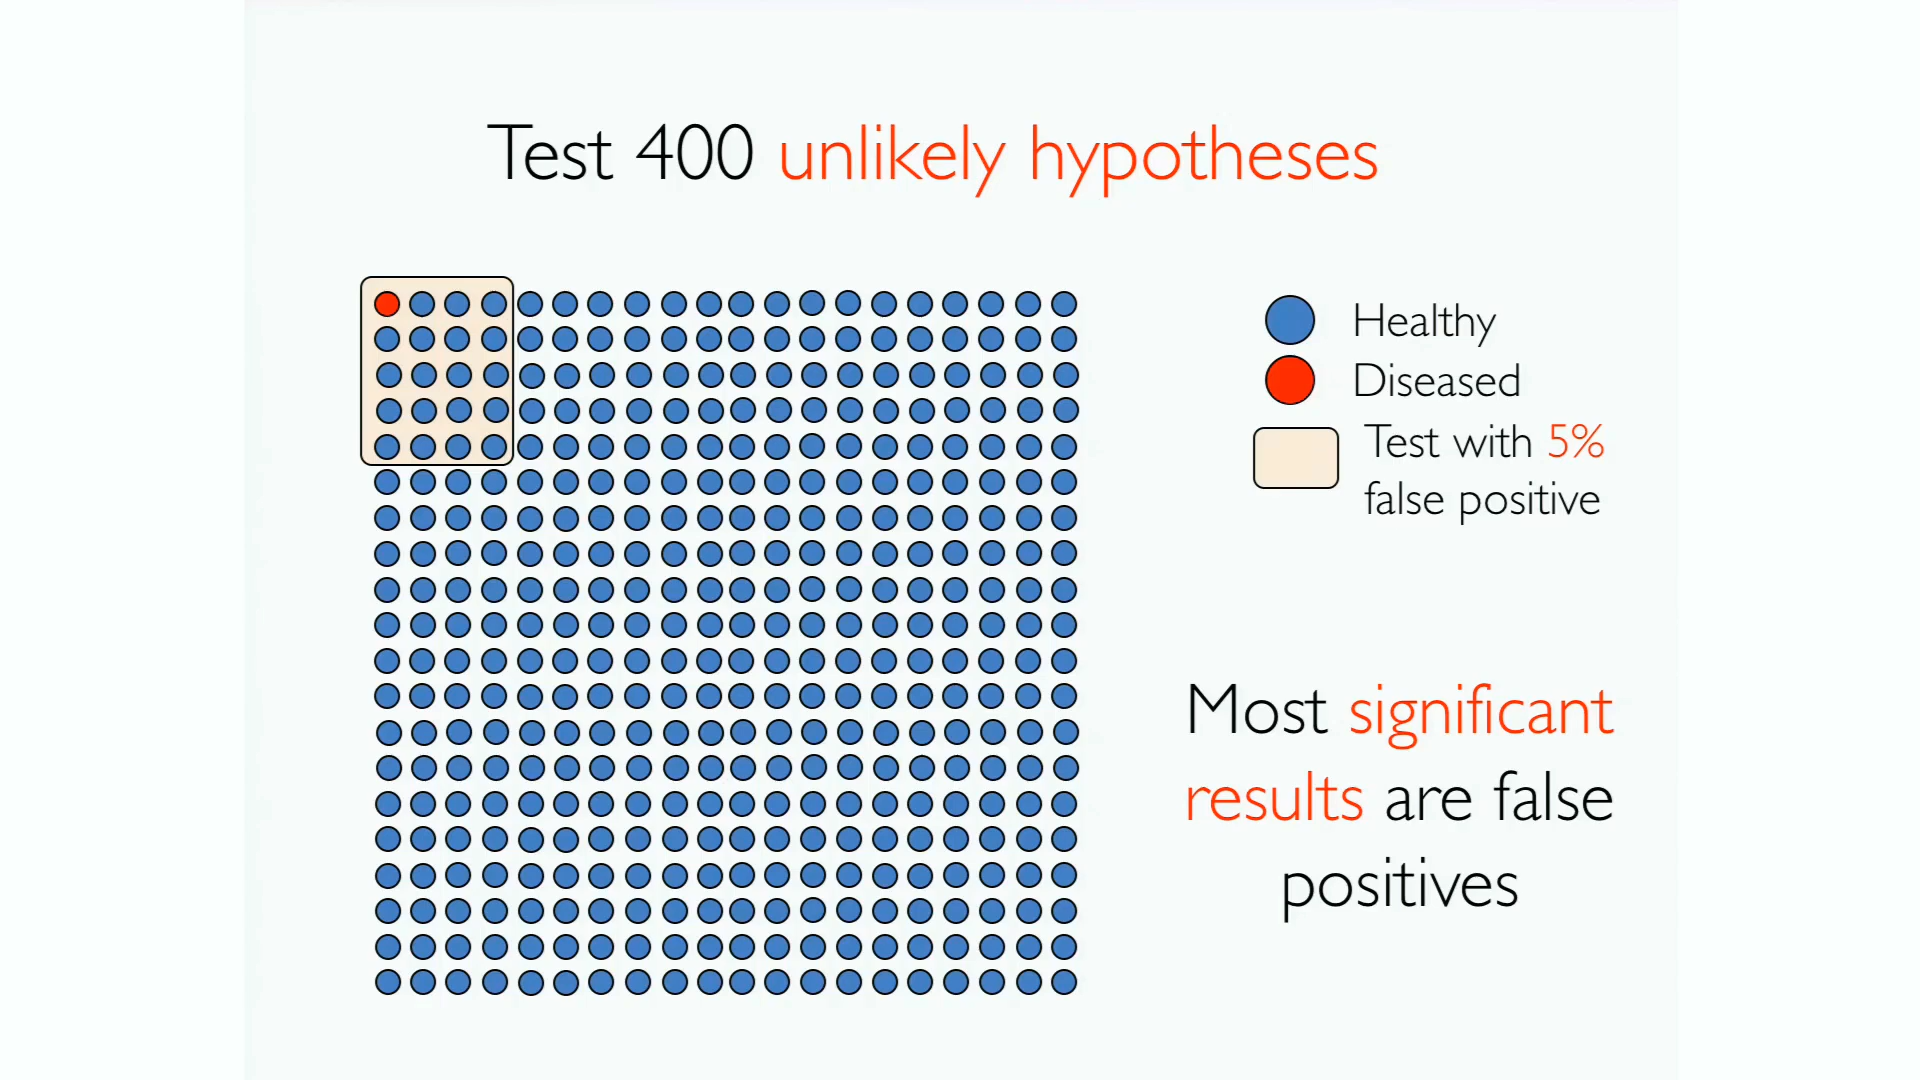 Test 400 unlikely hypotheses
Healthy
Diseased
Test with 5%
false positive
Most significant
results are false
positives